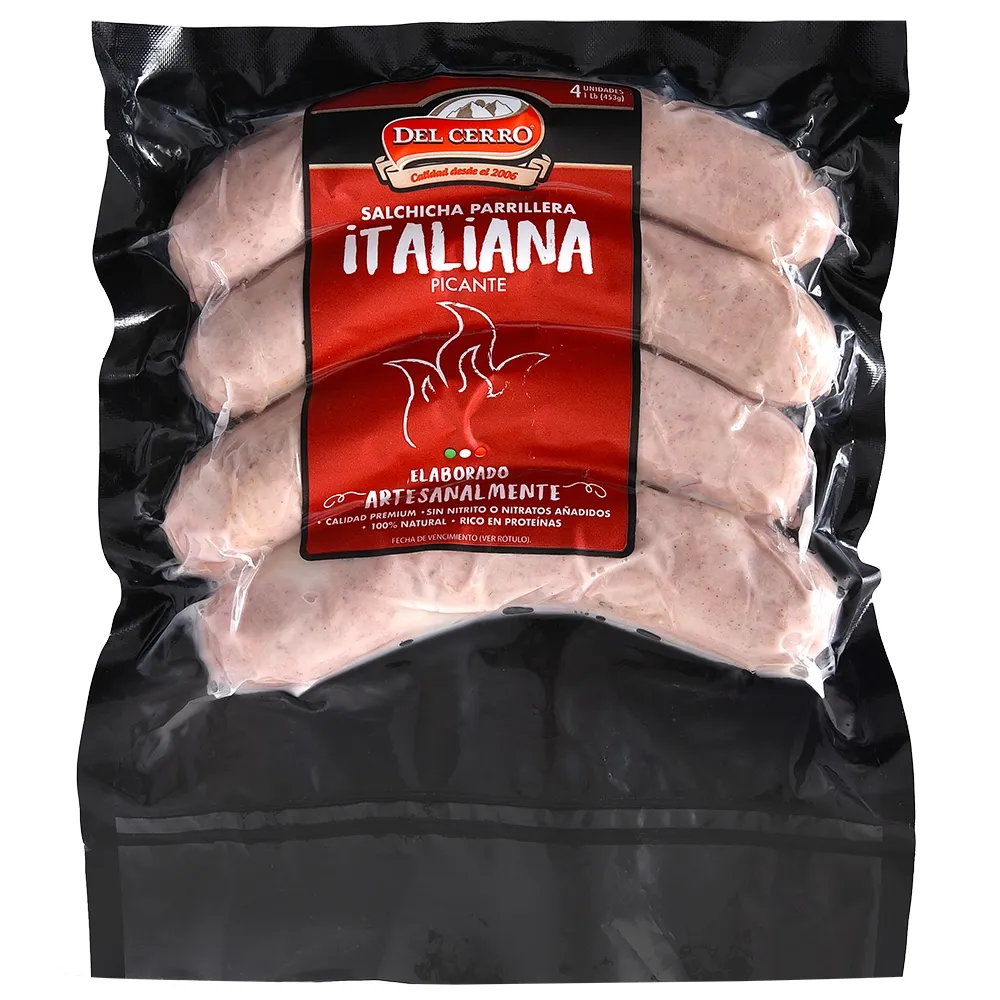 4 UNIDADES
1 Lb (453g)
DEL CERRO®
Calidad desde el 2006
SALCHICHA PARRILLERA
iTALIANA
PICANTE
ELABORADO
ARTESANALMENTE
• CALIDAD PREMIUM • SIN NITRITO O NITRATOS AÑADIDOS
• 100% NATURAL • RICO EN PROTEÍNAS
FECHA DE VENCIMIENTO (VER ROTULO).